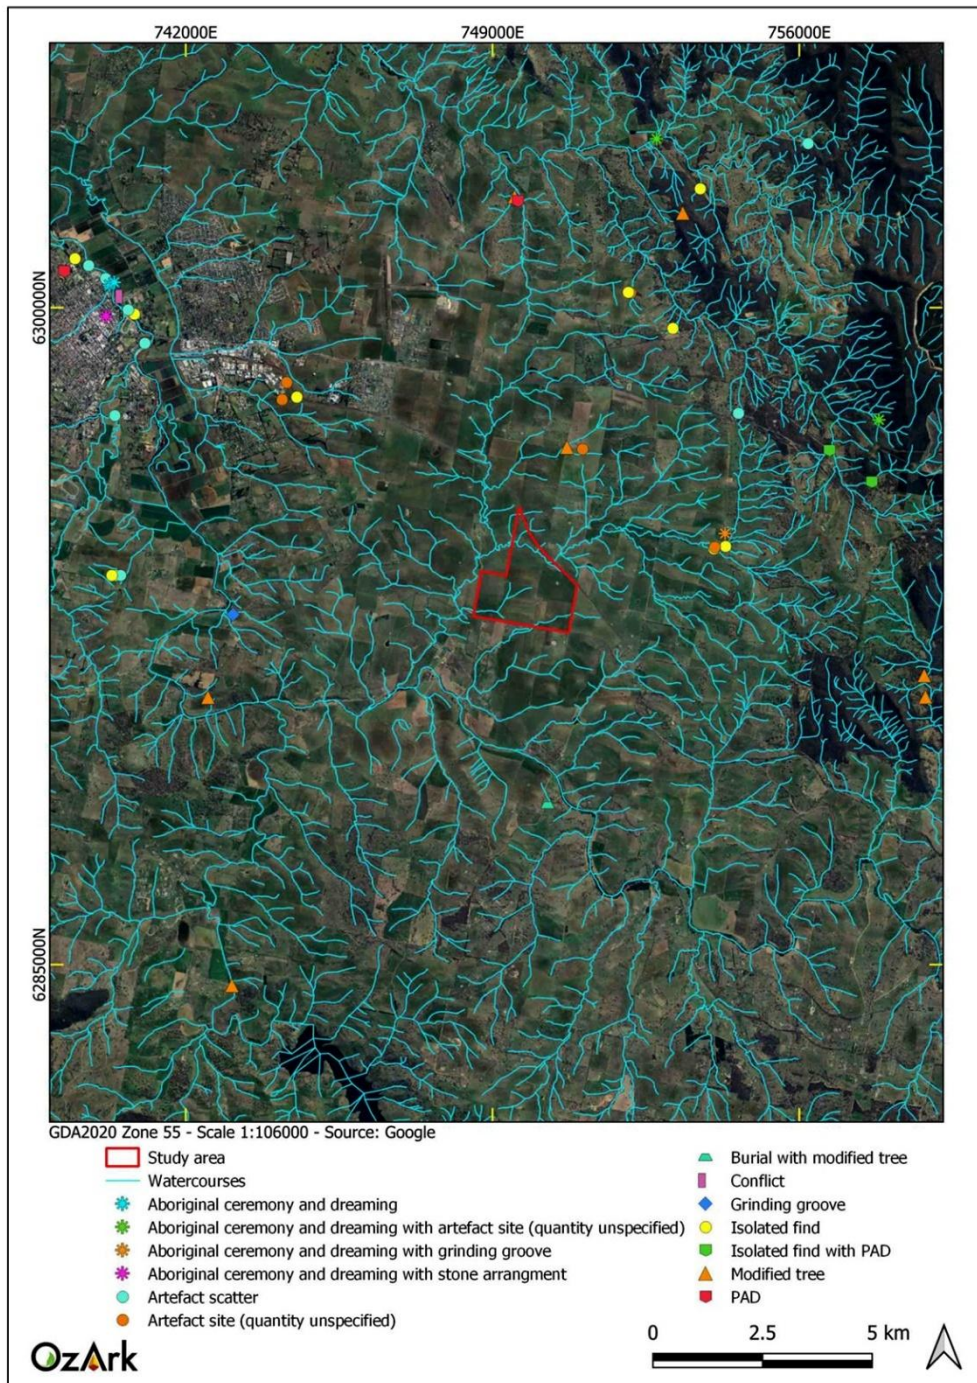 742000E 749000E 756000E
6300000N
6285000N
GDA2020 Zone 55 - Scale 1:106000 - Source: Google
Study area
Watercourses
Aboriginal ceremony and dreaming
Aboriginal ceremony and dreaming with artefact site (quantity unspecified)
Aboriginal ceremony and dreaming with grinding groove
Aboriginal ceremony and dreaming with stone arrangment
Artefact scatter
Artefact site (quantity unspecified)
Burial with modified tree
Conflict
Grinding groove
Isolated find
Isolated find with PAD
Modified tree
PAD
OzArk
0 2.5 5 km